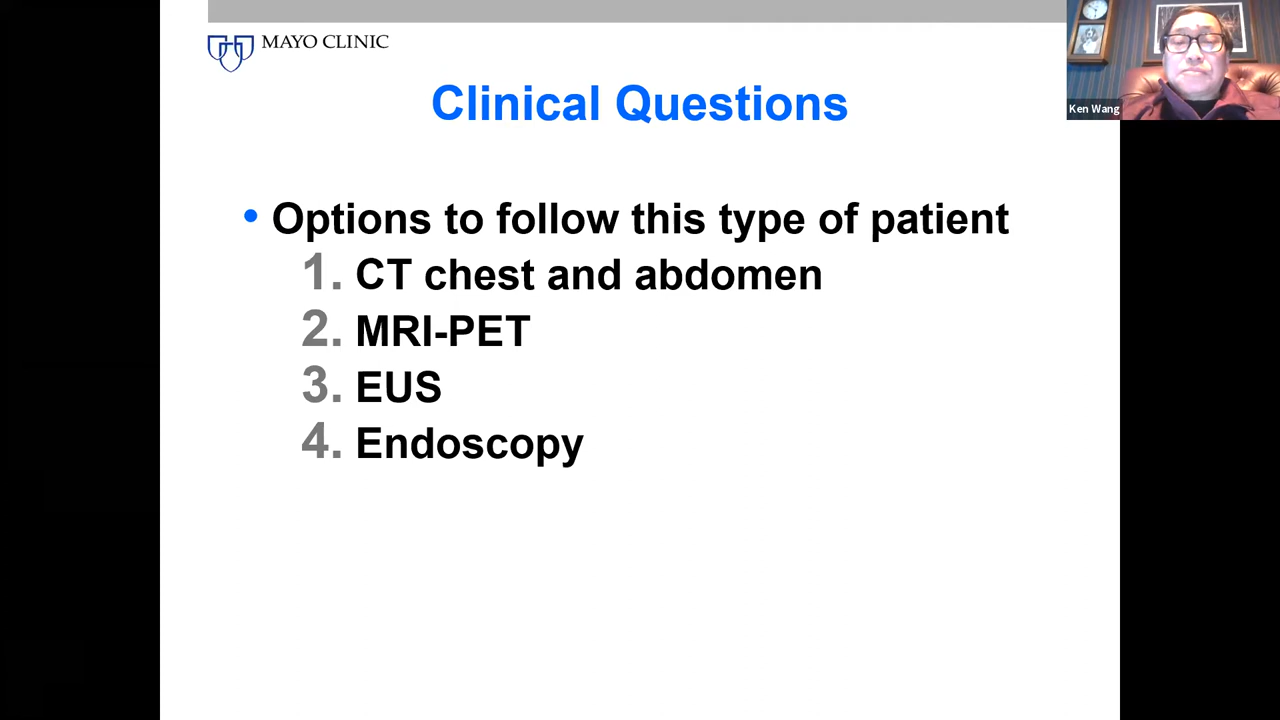 MAYO CLINIC
Ken Wang
Clinical Questions
• Options to follow this type of patient
1. CT chest and abdomen
2. MRI-PET
3. EUS
4. Endoscopy